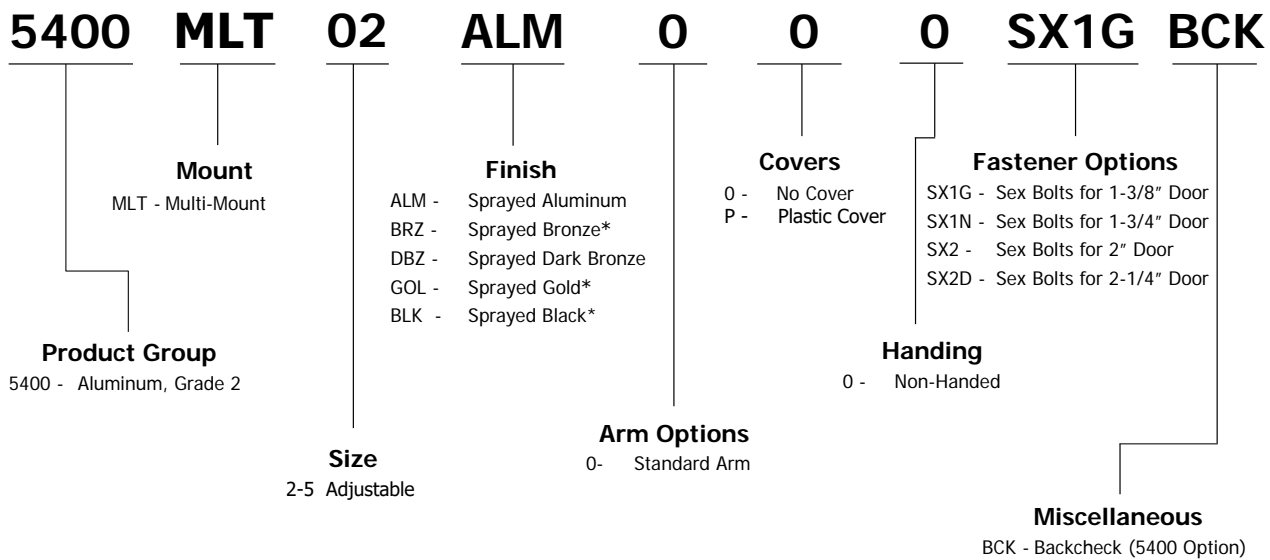 5400 MLT 02 ALM 0 0 0 SX1G BCK
Mount
MLT - Multi-Mount
Finish
ALM - Sprayed Aluminum
BRZ - Sprayed Bronze*
DBZ - Sprayed Dark Bronze
GOL - Sprayed Gold*
BLK - Sprayed Black*
Covers
0 - No Cover
P - Plastic Cover
Fastener Options
SX1G - Sex Bolts for 1-3/8” Door
SX1N - Sex Bolts for 1-3/4” Door
SX2 - Sex Bolts for 2” Door
SX2D - Sex Bolts for 2-1/4” Door
Product Group
5400 - Aluminum, Grade 2
Handing
0 - Non-Handed
Size
2-5 Adjustable
Arm Options
0- Standard Arm
Miscellaneous
BCK - Backcheck (5400 Option)